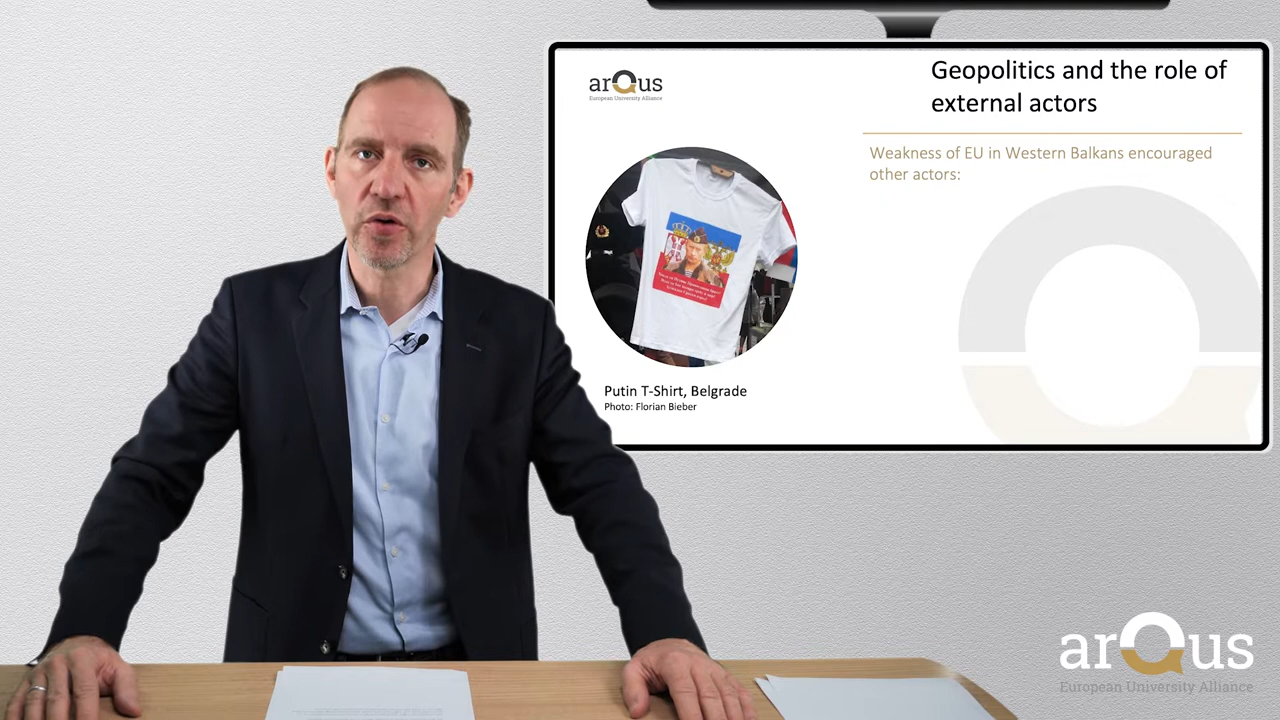 arQus
European University Alliance
Geopolitics and the role of
external actors
Weakness of EU in Western Balkans encouraged
other actors:
Putin T-Shirt, Belgrade
Photo: Florian Bieber
arQus
European University Alliance